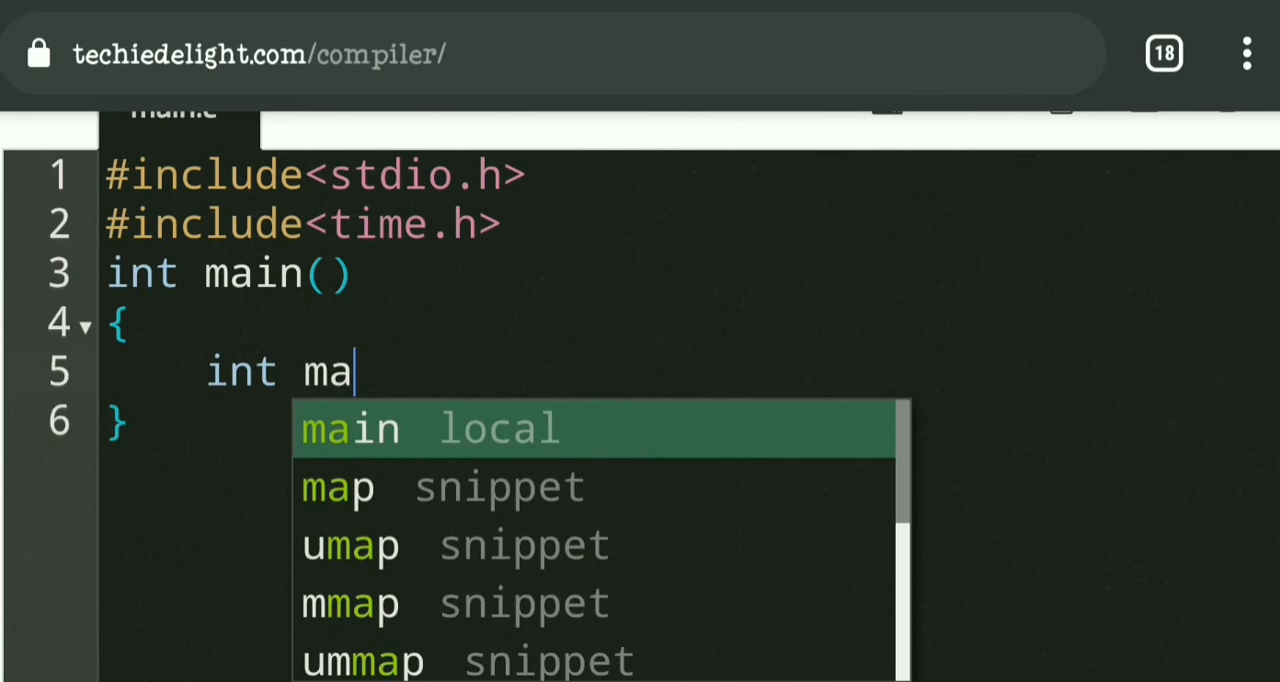 techiedelight.com/compiler/
18
main.c
1 #include<stdio.h>
2 #include<time.h>
3 int main()
4 {
5 int ma
6 }
main local
map snippet
umap snippet
mmap snippet
ummap snippet